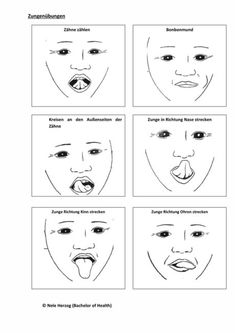 Zungenübungen
Zähne zählen
Bonbonmund
Kreisen an den Außenseiten der
Zähne
Zunge in Richtung Nase strecken
Zunge Richtung Kinn strecken
Zunge Richtung Ohren strecken
© Nele Herzog (Bachelor of Health)